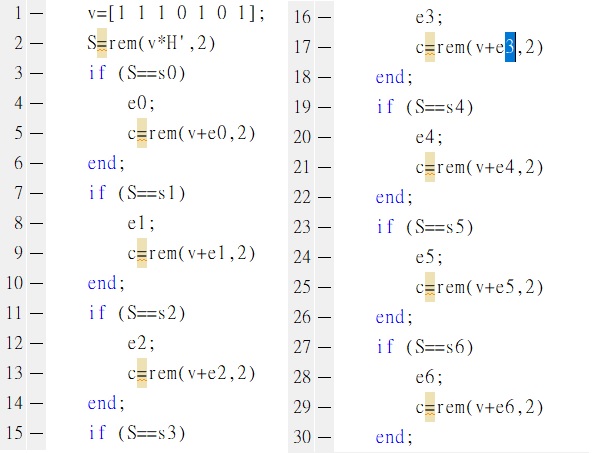 1 — v=[1 1 1 0 1 0 1];
2 — S=rem(v*H',2)
3 — if (S==s0)
4 — e0;
5 — c=rem(v+e0,2)
6 — end;
7 — if (S==s1)
8 — e1;
9 — c=rem(v+e1,2)
10 — end;
11 — if (S==s2)
12 — e2;
13 — c=rem(v+e2,2)
14 — end;
15 — if (S==s3)
16 — e3;
17 — c=rem(v+e3,2)
18 — end;
19 — if (S==s4)
20 — e4;
21 — c=rem(v+e4,2)
22 — end;
23 — if (S==s5)
24 — e5;
25 — c=rem(v+e5,2)
26 — end;
27 — if (S==s6)
28 — e6;
29 — c=rem(v+e6,2)
30 — end;